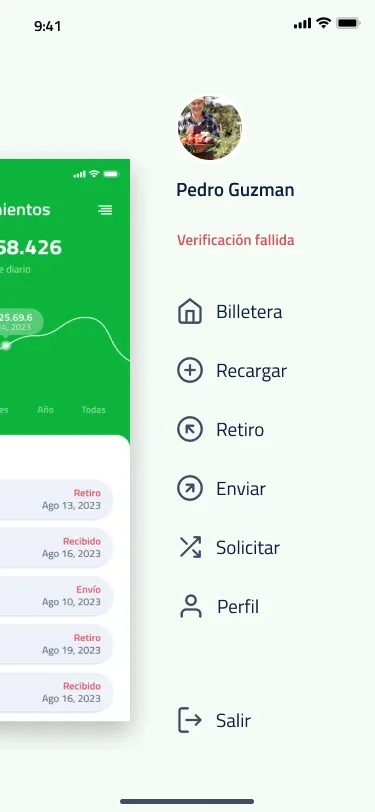 9:41
Pedro Guzman
Verificación fallida
Billetera
Recargar
Retiro
Enviar
Solicitar
Perfil
Salir
68.426
diario
25.69.6
2023
Año
Todas
Retiro
Ago 13, 2023
Recibido
Ago 16, 2023
Envío
Ago 10, 2023
Retiro
Ago 19, 2023
Recibido
Ago 16, 2023